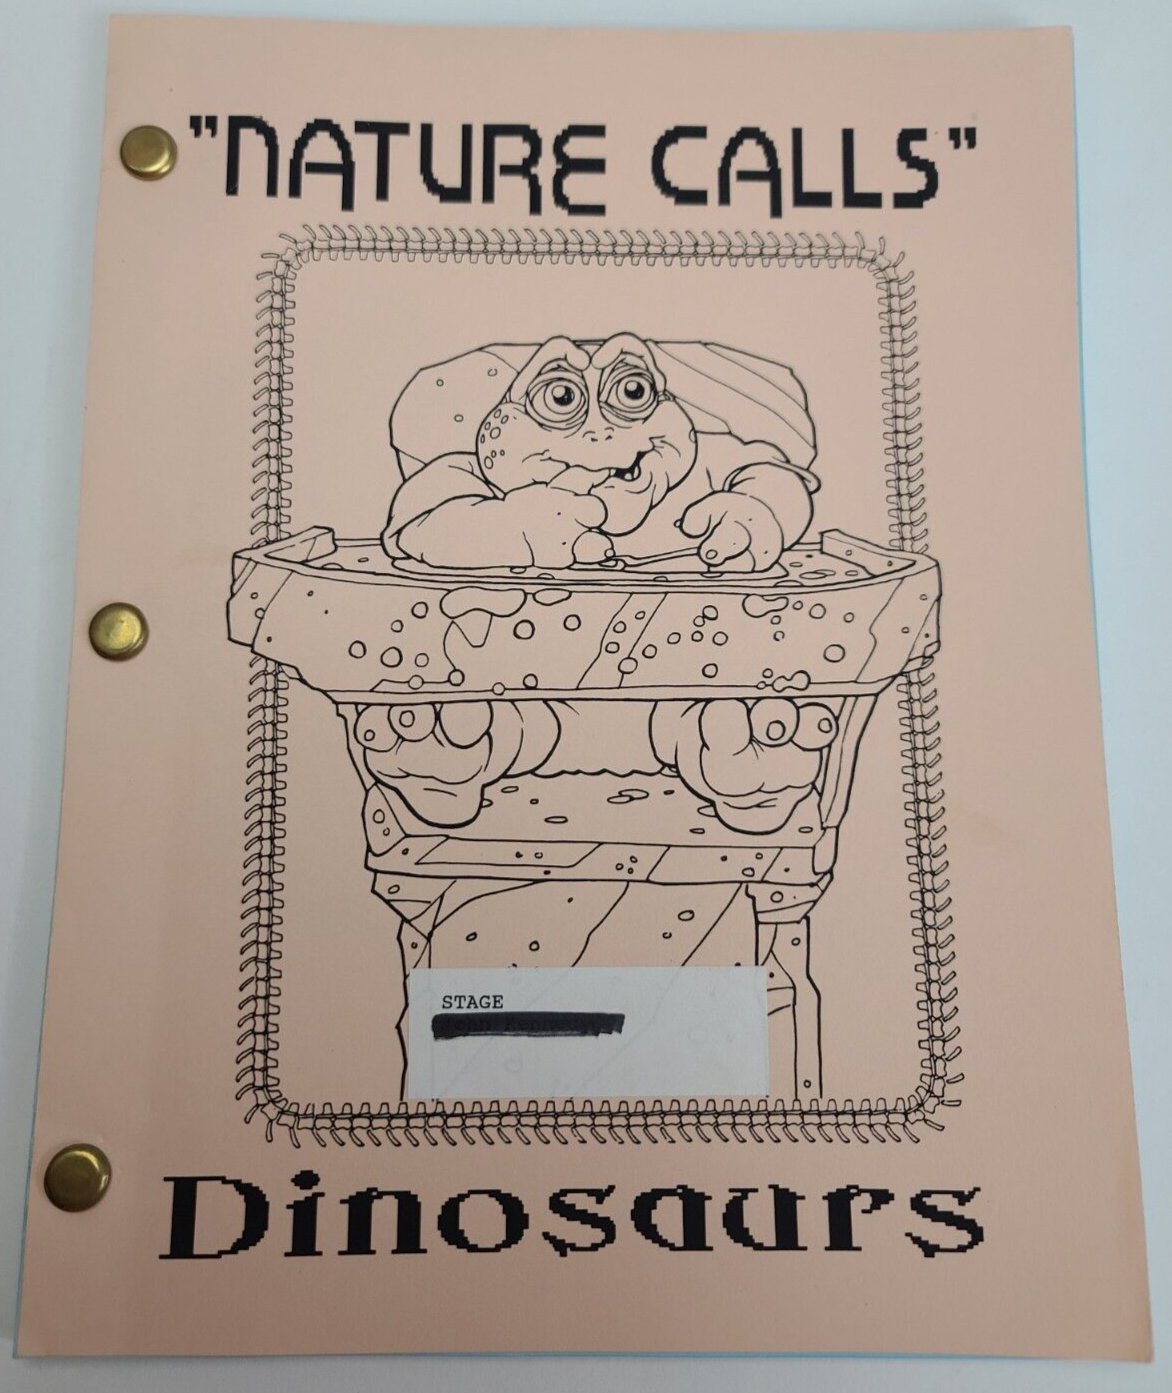 "NATURE CALLS"
STAGE
Dinosaurs